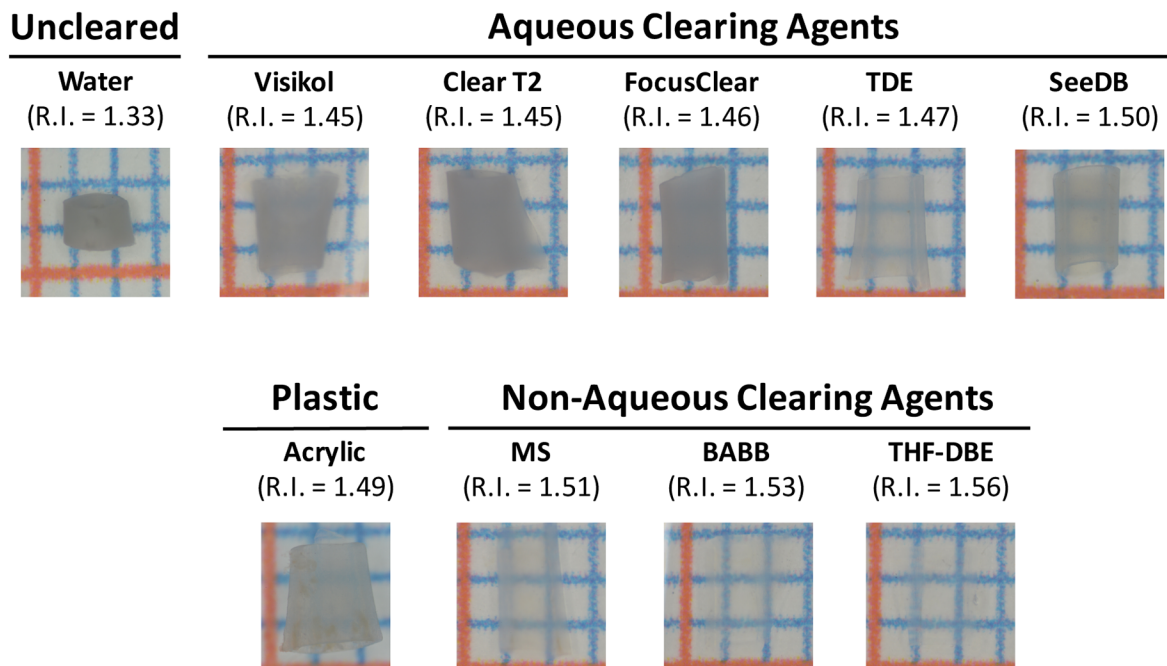 Uncleared
Aqueous Clearing Agents
Water
Visikol
Clear T2
FocusClear
TDE
SeeDB
(R.I. = 1.33)
(R.I. = 1.45)
(R.I. = 1.45)
(R.I. = 1.46)
(R.I. = 1.47)
(R.I. = 1.50)
Plastic
Non-Aqueous Clearing Agents
Acrylic
MS
BABB
THF-DBE
(R.I. = 1.49)
(R.I. = 1.51)
(R.I. = 1.53)
(R.I. = 1.56)